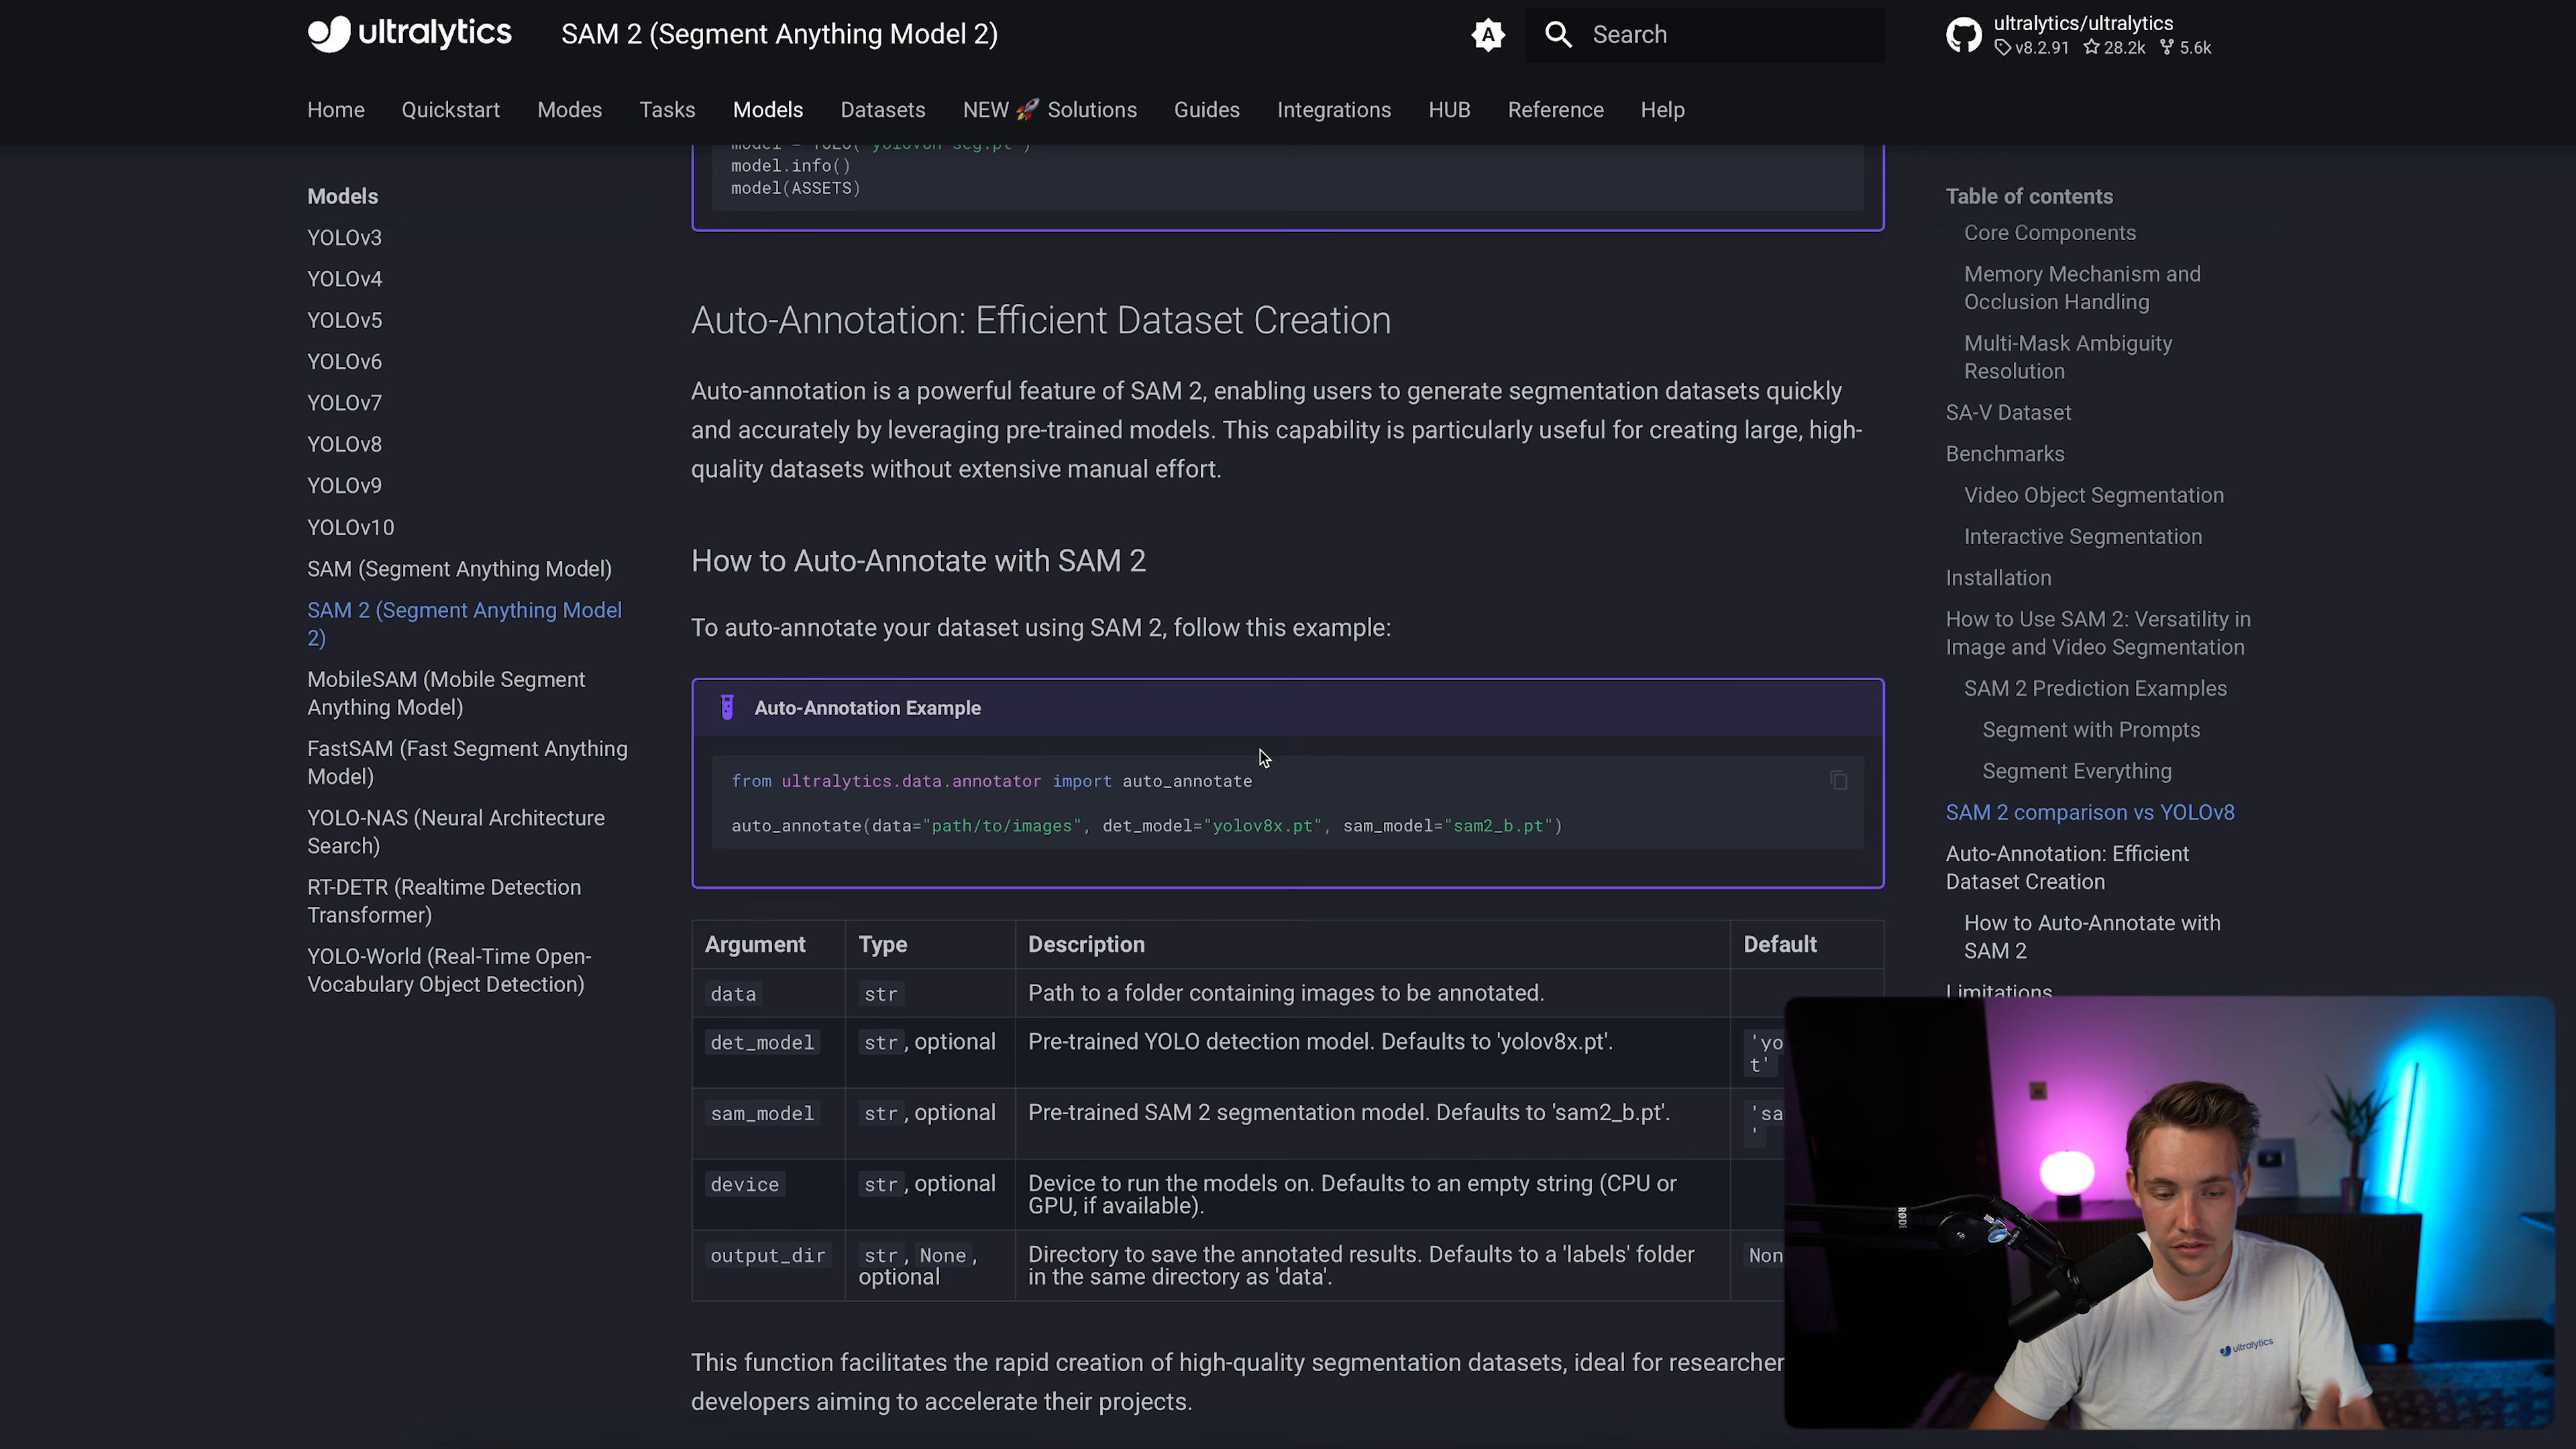 ultralytics
SAM 2 (Segment Anything Model 2)
A
Search
ultralytics/ultralytics
v8.2.91 28.2k 5.6k
Home Quickstart Modes Tasks Models Datasets NEW 🚀 Solutions Guides Integrations HUB Reference Help
Models
YOLOv3
YOLOv4
YOLOv5
YOLOv6
YOLOv7
YOLOv8
YOLOv9
YOLOv10
SAM (Segment Anything Model)
SAM 2 (Segment Anything Model
2)
MobileSAM (Mobile Segment
Anything Model)
FastSAM (Fast Segment Anything
Model)
YOLO-NAS (Neural Architecture
Search)
RT-DETR (Realtime Detection
Transformer)
YOLO-World (Real-Time Open-
Vocabulary Object Detection)
model = YOLO("yolov8n-seg.pt")
model.info()
model(ASSETS)
Auto-Annotation: Efficient Dataset Creation
Auto-annotation is a powerful feature of SAM 2, enabling users to generate segmentation datasets quickly
and accurately by leveraging pre-trained models. This capability is particularly useful for creating large, high-
quality datasets without extensive manual effort.
How to Auto-Annotate with SAM 2
To auto-annotate your dataset using SAM 2, follow this example:
Auto-Annotation Example
from ultralytics.data.annotator import auto_annotate
auto_annotate(data="path/to/images", det_model="yolov8x.pt", sam_model="sam2_b.pt")
Argument Type Description Default
data str Path to a folder containing images to be annotated.
det_model str, optional Pre-trained YOLO detection model. Defaults to 'yolov8x.pt'. 'yo
t'
sam_model str, optional Pre-trained SAM 2 segmentation model. Defaults to 'sam2_b.pt'. 'sa
'
device str, optional Device to run the models on. Defaults to an empty string (CPU or
GPU, if available).
output_dir str, None, Directory to save the annotated results. Defaults to a 'labels' folder Non
optional in the same directory as 'data'.
This function facilitates the rapid creation of high-quality segmentation datasets, ideal for researcher
developers aiming to accelerate their projects.
Table of contents
Core Components
Memory Mechanism and
Occlusion Handling
Multi-Mask Ambiguity
Resolution
SA-V Dataset
Benchmarks
Video Object Segmentation
Interactive Segmentation
Installation
How to Use SAM 2: Versatility in
Image and Video Segmentation
SAM 2 Prediction Examples
Segment with Prompts
Segment Everything
SAM 2 comparison vs YOLOv8
Auto-Annotation: Efficient
Dataset Creation
How to Auto-Annotate with
SAM 2
Limitations
RØDE
ultralytics